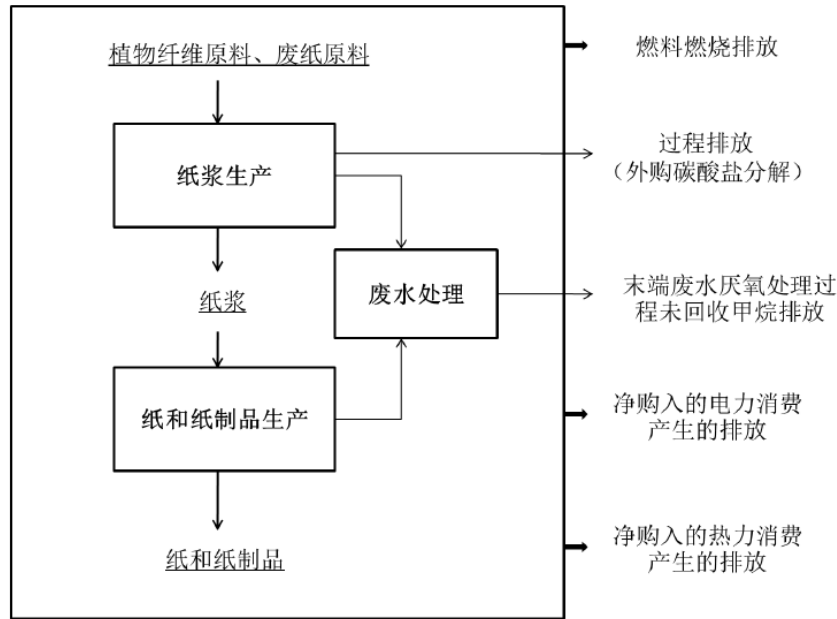 植物纤维原料、废纸原料
燃料燃烧排放
纸浆生产
过程排放
（外购碳酸盐分解）
纸浆
废水处理
末端废水厌氧处理过
程未回收甲烷排放
纸和纸制品生产
净购入的电力消费
产生的排放
纸和纸制品
净购入的热力消费
产生的排放